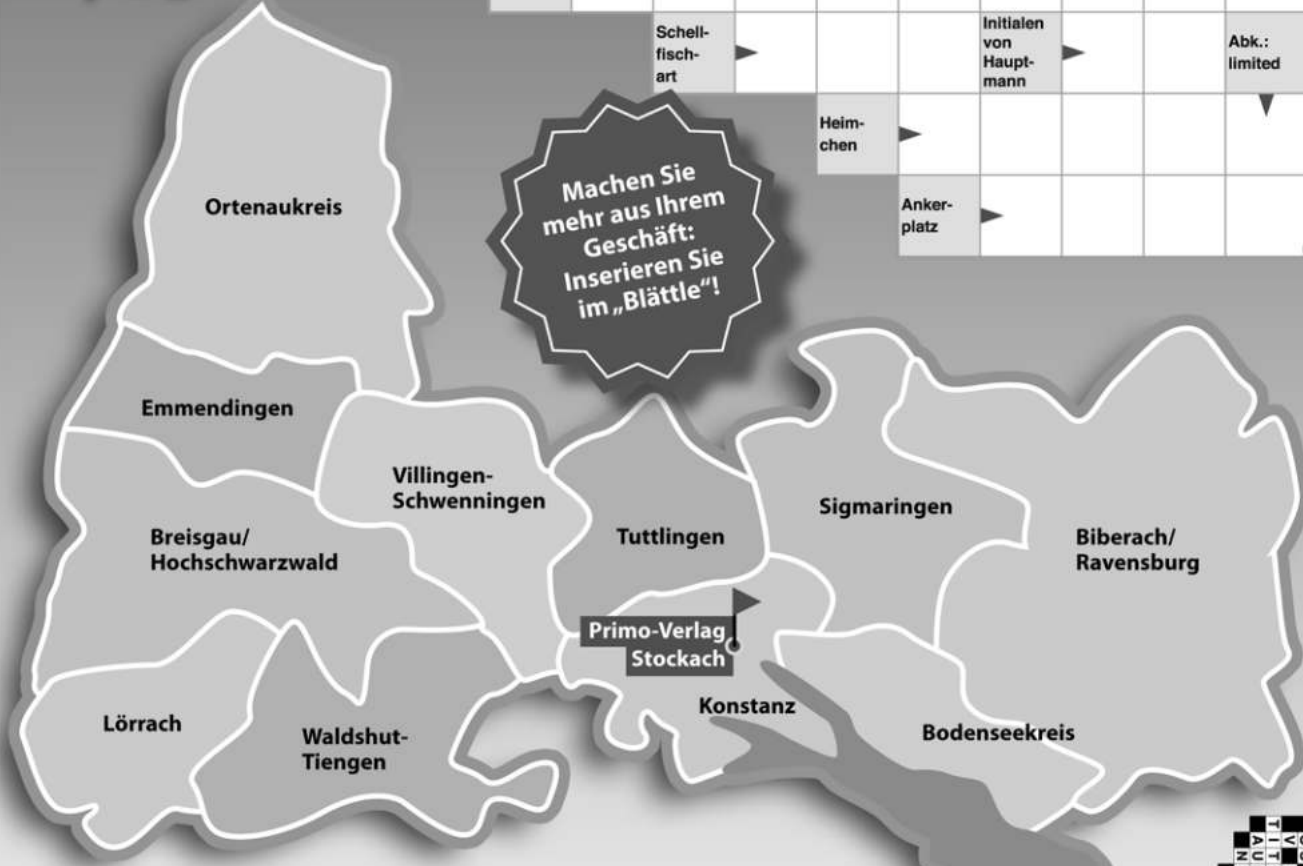 Schell-
fisch-
art
Initialen
von
Haupt-
mann
Abk.:
limited
Heim-
chen
Anker-
platz
Machen Sie
mehr aus Ihrem
Geschäft:
Inserieren Sie
im „Blättle“!
Ortenaukreis
Emmendingen
Villingen-
Schwenningen
Breisgau/
Hochschwarzwald
Tuttlingen
Sigmaringen
Biberach/
Ravensburg
Primo-Verlag
Stockach
Konstanz
Lörrach
Waldshut-
Tiengen
Bodenseekreis